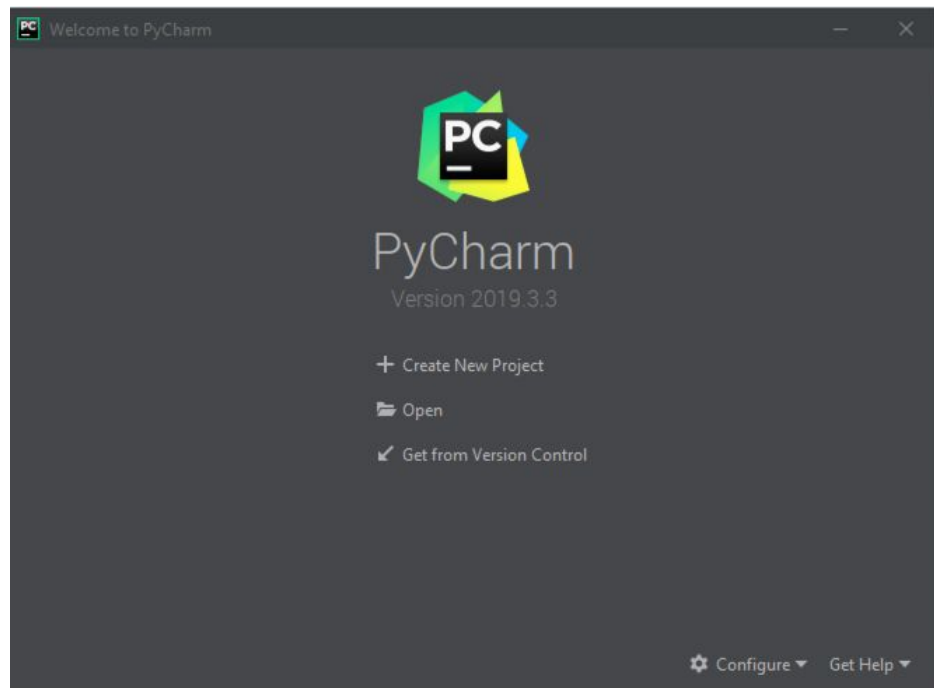 PC
Welcome to PyCharm
PC
PyCharm
Version 2019.3.3
Create New Project
Open
Get from Version Control
Configure
Get Help